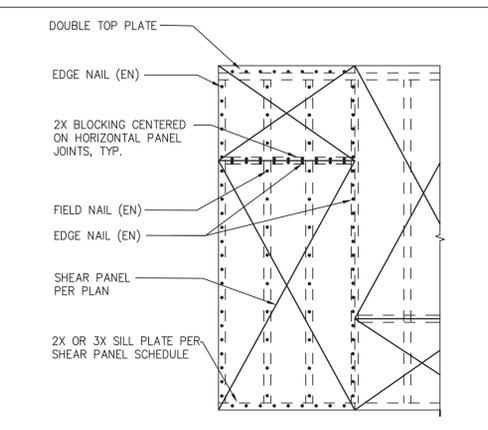 DOUBLE TOP PLATE
EDGE NAIL (EN)
2X BLOCKING CENTERED
ON HORIZONTAL PANEL
JOINTS, TYP.
FIELD NAIL (EN)
EDGE NAIL (EN)
SHEAR PANEL
PER PLAN
2X OR 3X SILL PLATE PER
SHEAR PANEL SCHEDULE